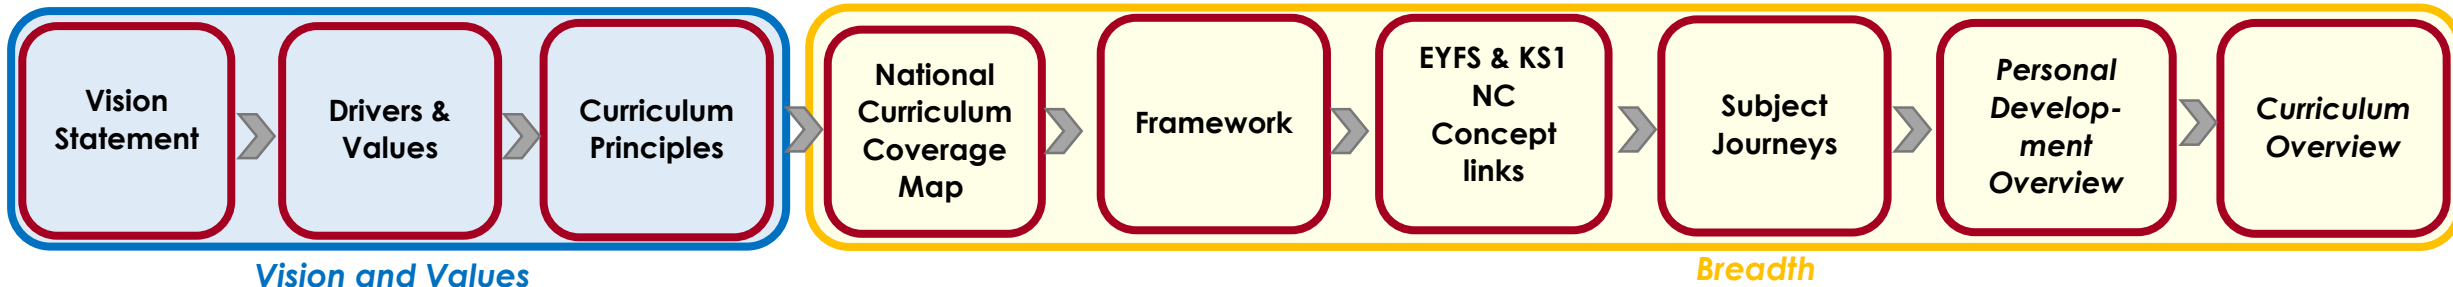 Vision
Statement
Drivers &
Values
Curriculum
Principles
National
Curriculum
Coverage
Map
Framework
EYFS & KS1
NC
Concept
links
Subject
Journeys
Personal
Develop-
ment
Overview
Curriculum
Overview
Vision and Values
Breadth